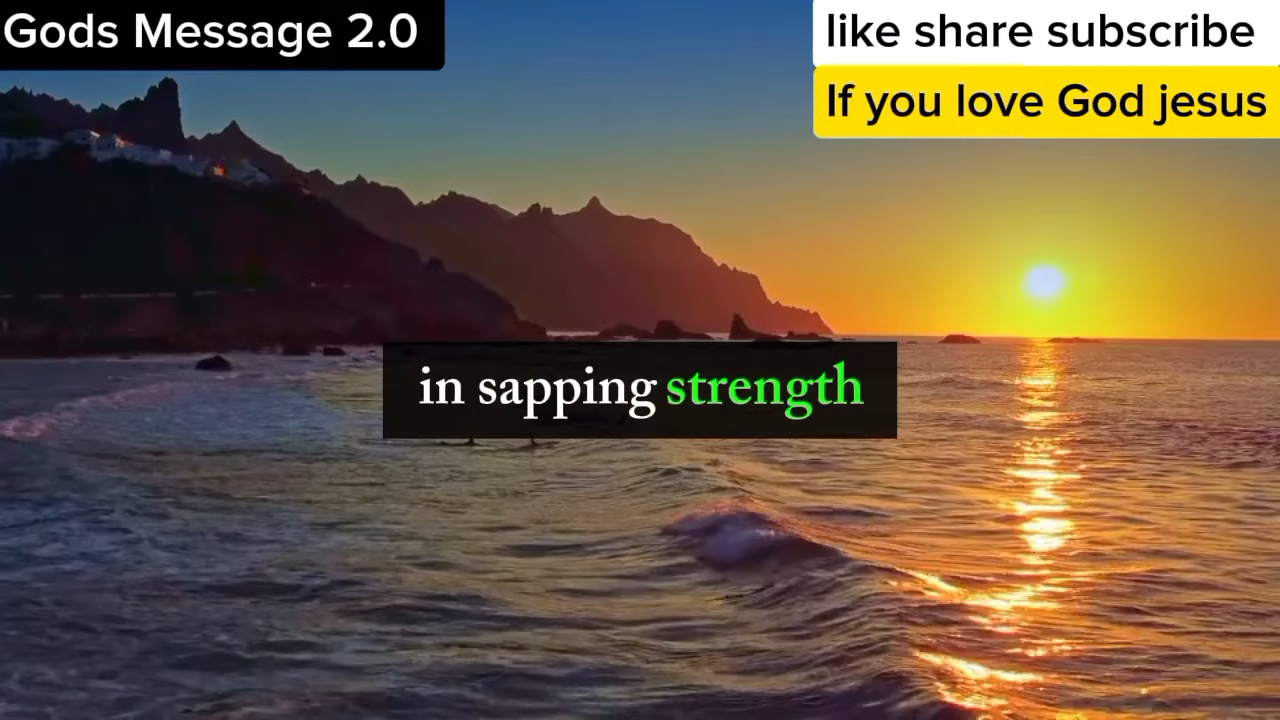 Gods Message 2.0
like share subscribe
If you love God jesus
in sapping strength